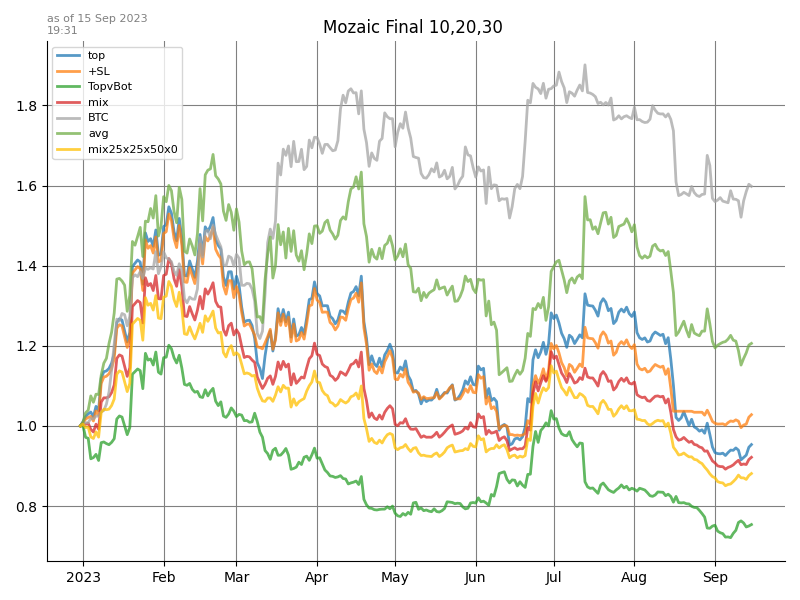 as of 15 Sep 2023
19:31
Mozaic Final 10,20,30
top
+SL
TopvBot
mix
BTC
avg
mix25x25x50x0
1.8
1.6
1.4
1.2
1.0
0.8
2023 Feb Mar Apr May Jun Jul Aug Sep